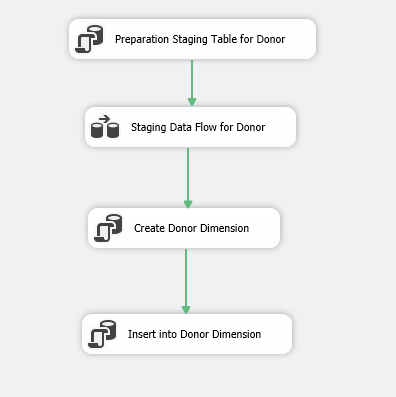 Preparation Staging Table for Donor
Staging Data Flow for Donor
Create Donor Dimension
Insert into Donor Dimension